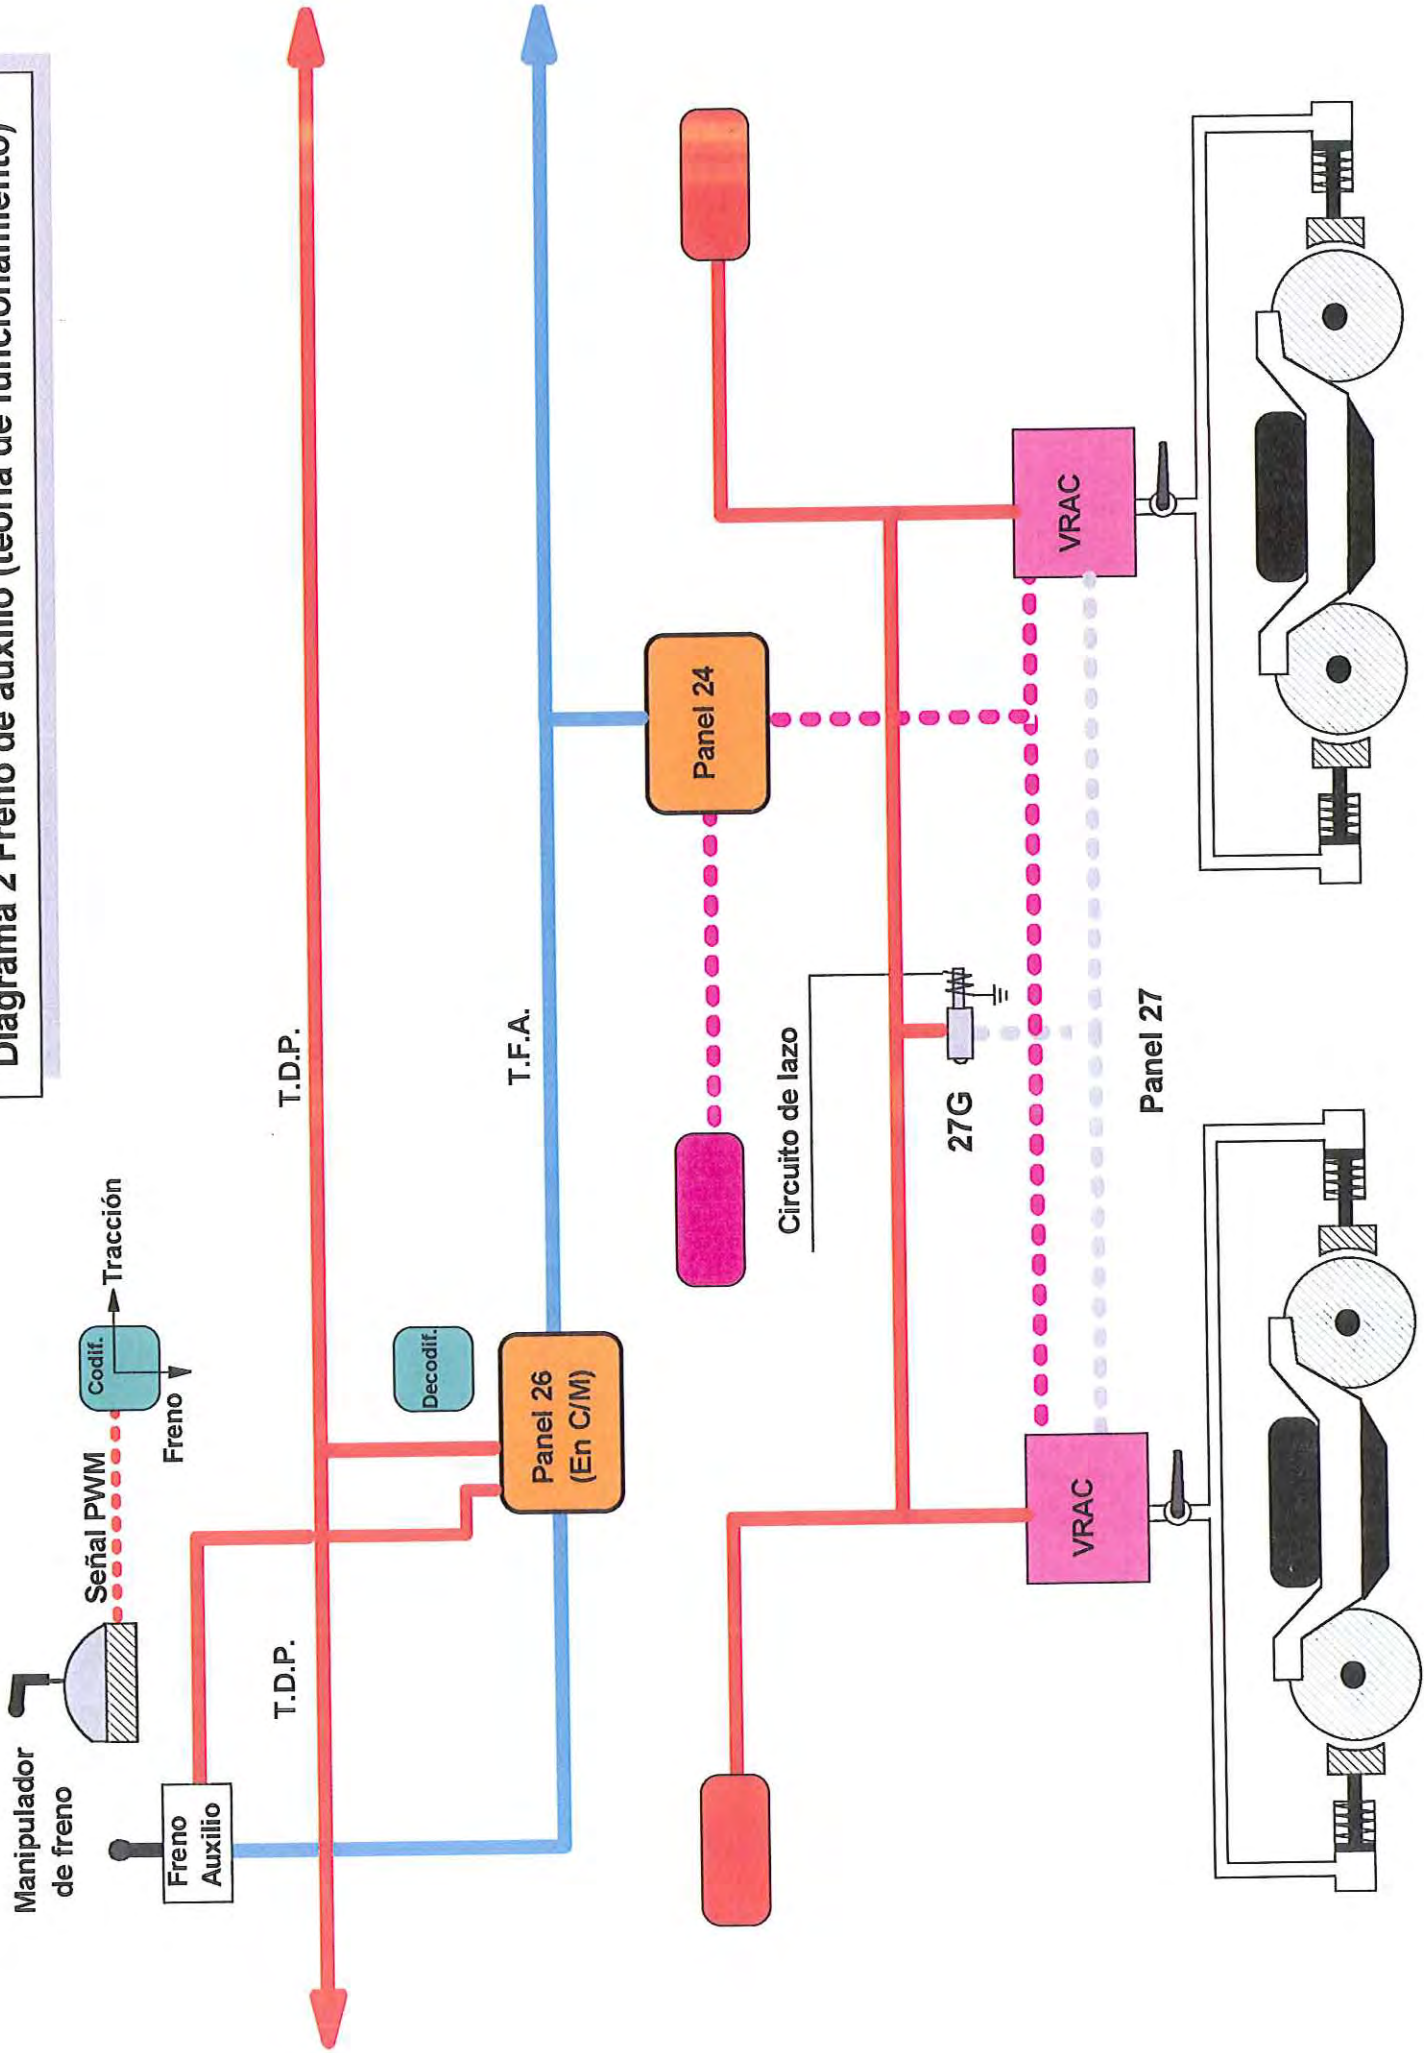 Diagrama 2 Freno de auxilio (teoría de funcionamiento)
Manipulador
de freno
Señal PWM
Codif.
Tracción
Freno
Freno
Auxilio
T.D.P.
T.D.P.
Decodif.
Panel 26
(En C/M)
T.F.A.
Panel 24
Circuito de lazo
27G
VRAC
VRAC
Panel 27